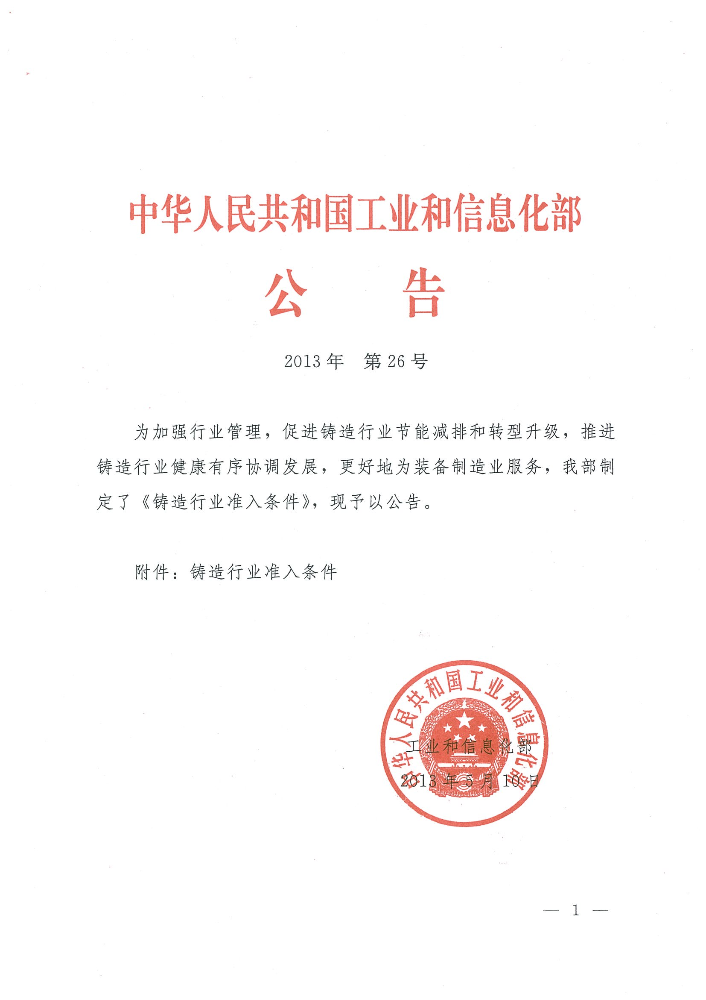 中华人民共和国工业和信息化部
公 告
2013年 第26号
为加强行业管理，促进铸造行业节能减排和转型升级，推进
铸造行业健康有序协调发展，更好地为装备制造业服务，我部制
定了《铸造行业准入条件》，现予以公告。
附件：铸造行业准入条件
中华人民共和国工业和信息化部
工业和信息化部
2013年5月10日
— 1 —